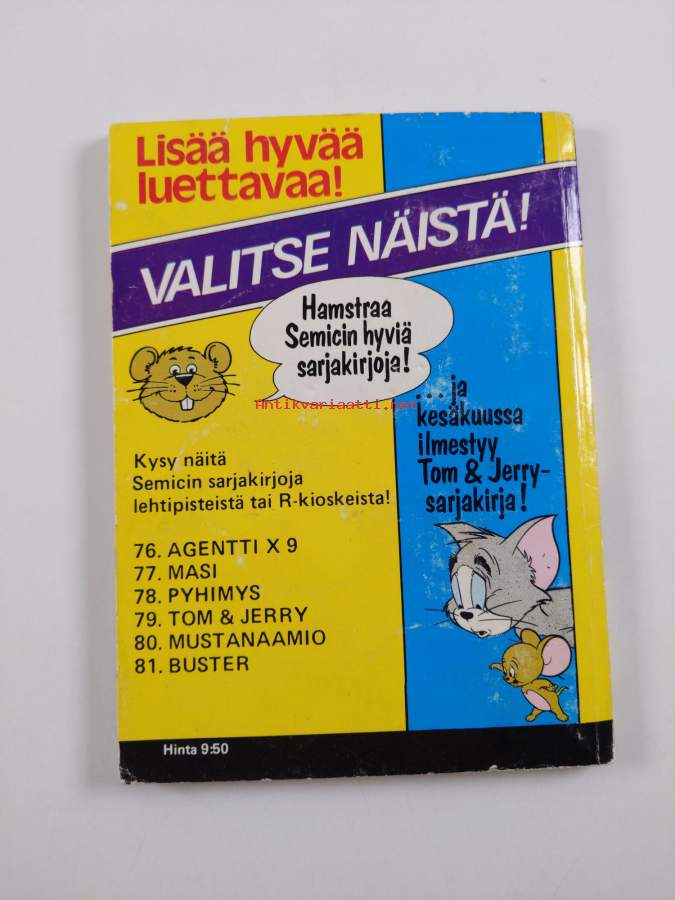 Lisää hyvää
luettavaa!
VALITSE NÄISTÄ!
Hamstraa
Semicin hyviä
sarjakirjoja!
Antikvariaatti.net
... ja
kesäkuussa
ilmestyy
Tom & Jerry-
sarjakirja!
Kysy näitä
Semicin sarjakirjoja
lehtipisteistä tai R-kioskeista!
76. AGENTTI X 9
77. MASI
78. PYHIMYS
79. TOM & JERRY
80. MUSTANAAMIO
81. BUSTER
Hinta 9:50